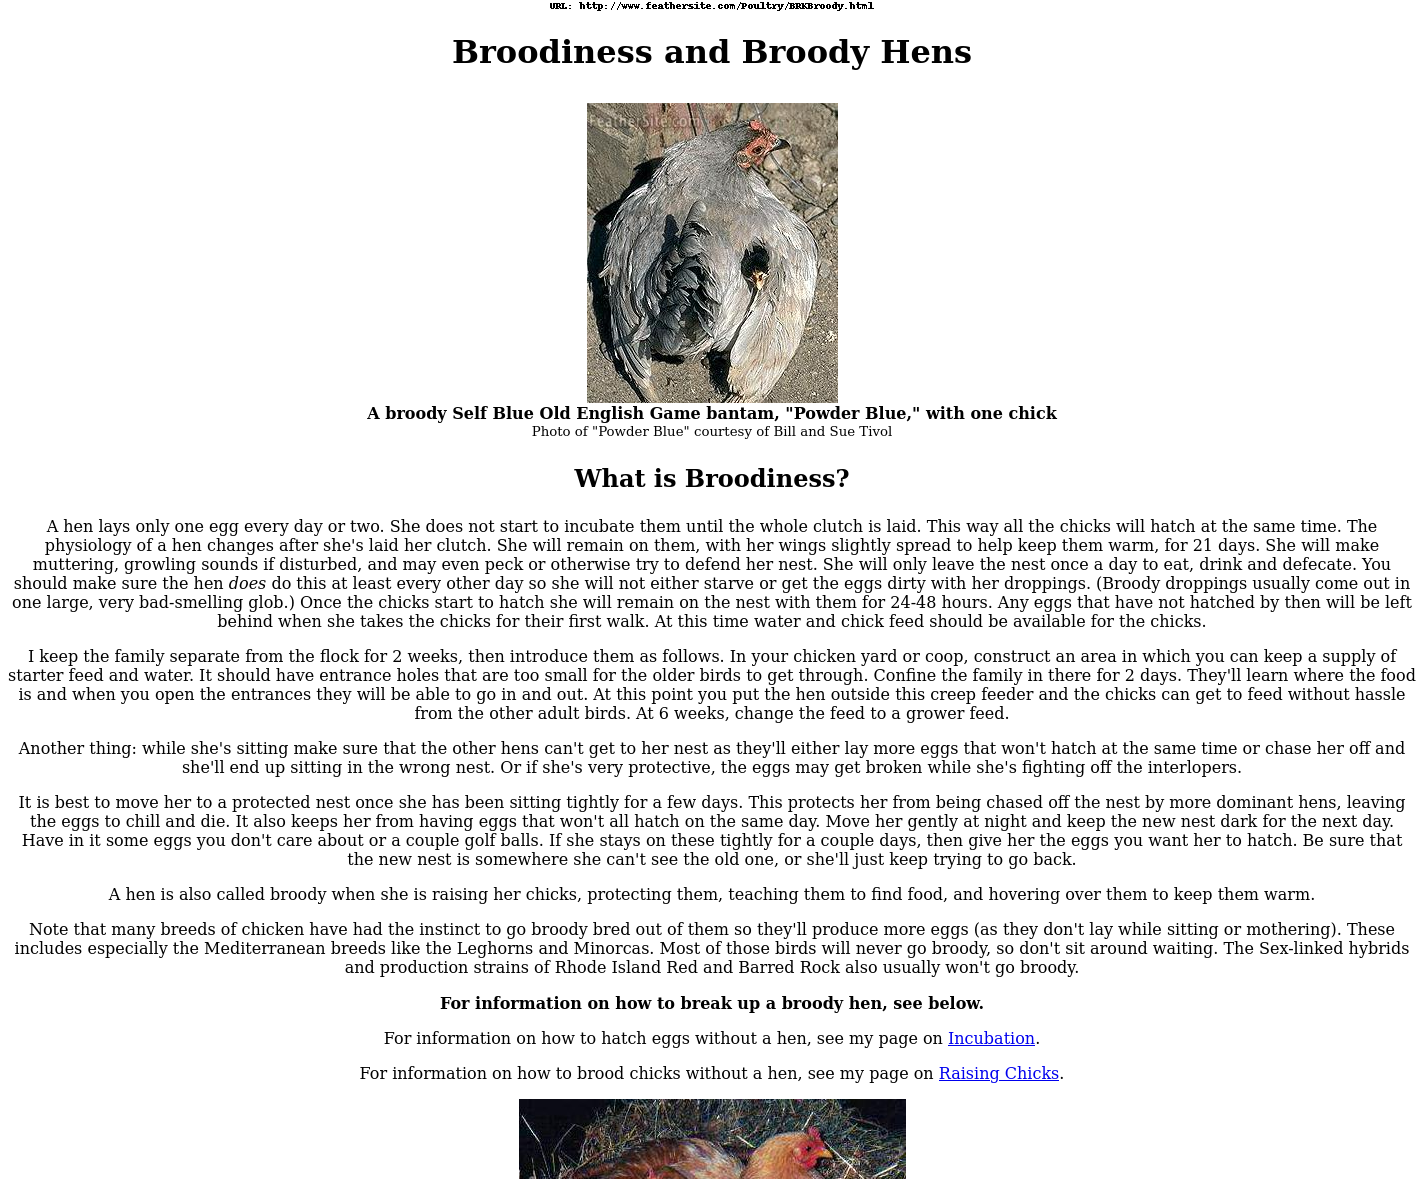 URL: http://www.feathersite.com/Poultry/BRKBroody.html
Broodiness and Broody Hens
FeatherSite.com
A broody Self Blue Old English Game bantam, "Powder Blue," with one chick
Photo of "Powder Blue" courtesy of Bill and Sue Tivol
What is Broodiness?
A hen lays only one egg every day or two. She does not start to incubate them until the whole clutch is laid. This way all the chicks will hatch at the same time. The
physiology of a hen changes after she's laid her clutch. She will remain on them, with her wings slightly spread to help keep them warm, for 21 days. She will make
muttering, growling sounds if disturbed, and may even peck or otherwise try to defend her nest. She will only leave the nest once a day to eat, drink and defecate. You
should make sure the hen does do this at least every other day so she will not either starve or get the eggs dirty with her droppings. (Broody droppings usually come out in
one large, very bad-smelling glob.) Once the chicks start to hatch she will remain on the nest with them for 24-48 hours. Any eggs that have not hatched by then will be left
behind when she takes the chicks for their first walk. At this time water and chick feed should be available for the chicks.
I keep the family separate from the flock for 2 weeks, then introduce them as follows. In your chicken yard or coop, construct an area in which you can keep a supply of
starter feed and water. It should have entrance holes that are too small for the older birds to get through. Confine the family in there for 2 days. They'll learn where the food
is and when you open the entrances they will be able to go in and out. At this point you put the hen outside this creep feeder and the chicks can get to feed without hassle
from the other adult birds. At 6 weeks, change the feed to a grower feed.
Another thing: while she's sitting make sure that the other hens can't get to her nest as they'll either lay more eggs that won't hatch at the same time or chase her off and
she'll end up sitting in the wrong nest. Or if she's very protective, the eggs may get broken while she's fighting off the interlopers.
It is best to move her to a protected nest once she has been sitting tightly for a few days. This protects her from being chased off the nest by more dominant hens, leaving
the eggs to chill and die. It also keeps her from having eggs that won't all hatch on the same day. Move her gently at night and keep the new nest dark for the next day.
Have in it some eggs you don't care about or a couple golf balls. If she stays on these tightly for a couple days, then give her the eggs you want her to hatch. Be sure that
the new nest is somewhere she can't see the old one, or she'll just keep trying to go back.
A hen is also called broody when she is raising her chicks, protecting them, teaching them to find food, and hovering over them to keep them warm.
Note that many breeds of chicken have had the instinct to go broody bred out of them so they'll produce more eggs (as they don't lay while sitting or mothering). These
includes especially the Mediterranean breeds like the Leghorns and Minorcas. Most of those birds will never go broody, so don't sit around waiting. The Sex-linked hybrids
and production strains of Rhode Island Red and Barred Rock also usually won't go broody.
For information on how to break up a broody hen, see below.
For information on how to hatch eggs without a hen, see my page on Incubation.
For information on how to brood chicks without a hen, see my page on Raising Chicks.